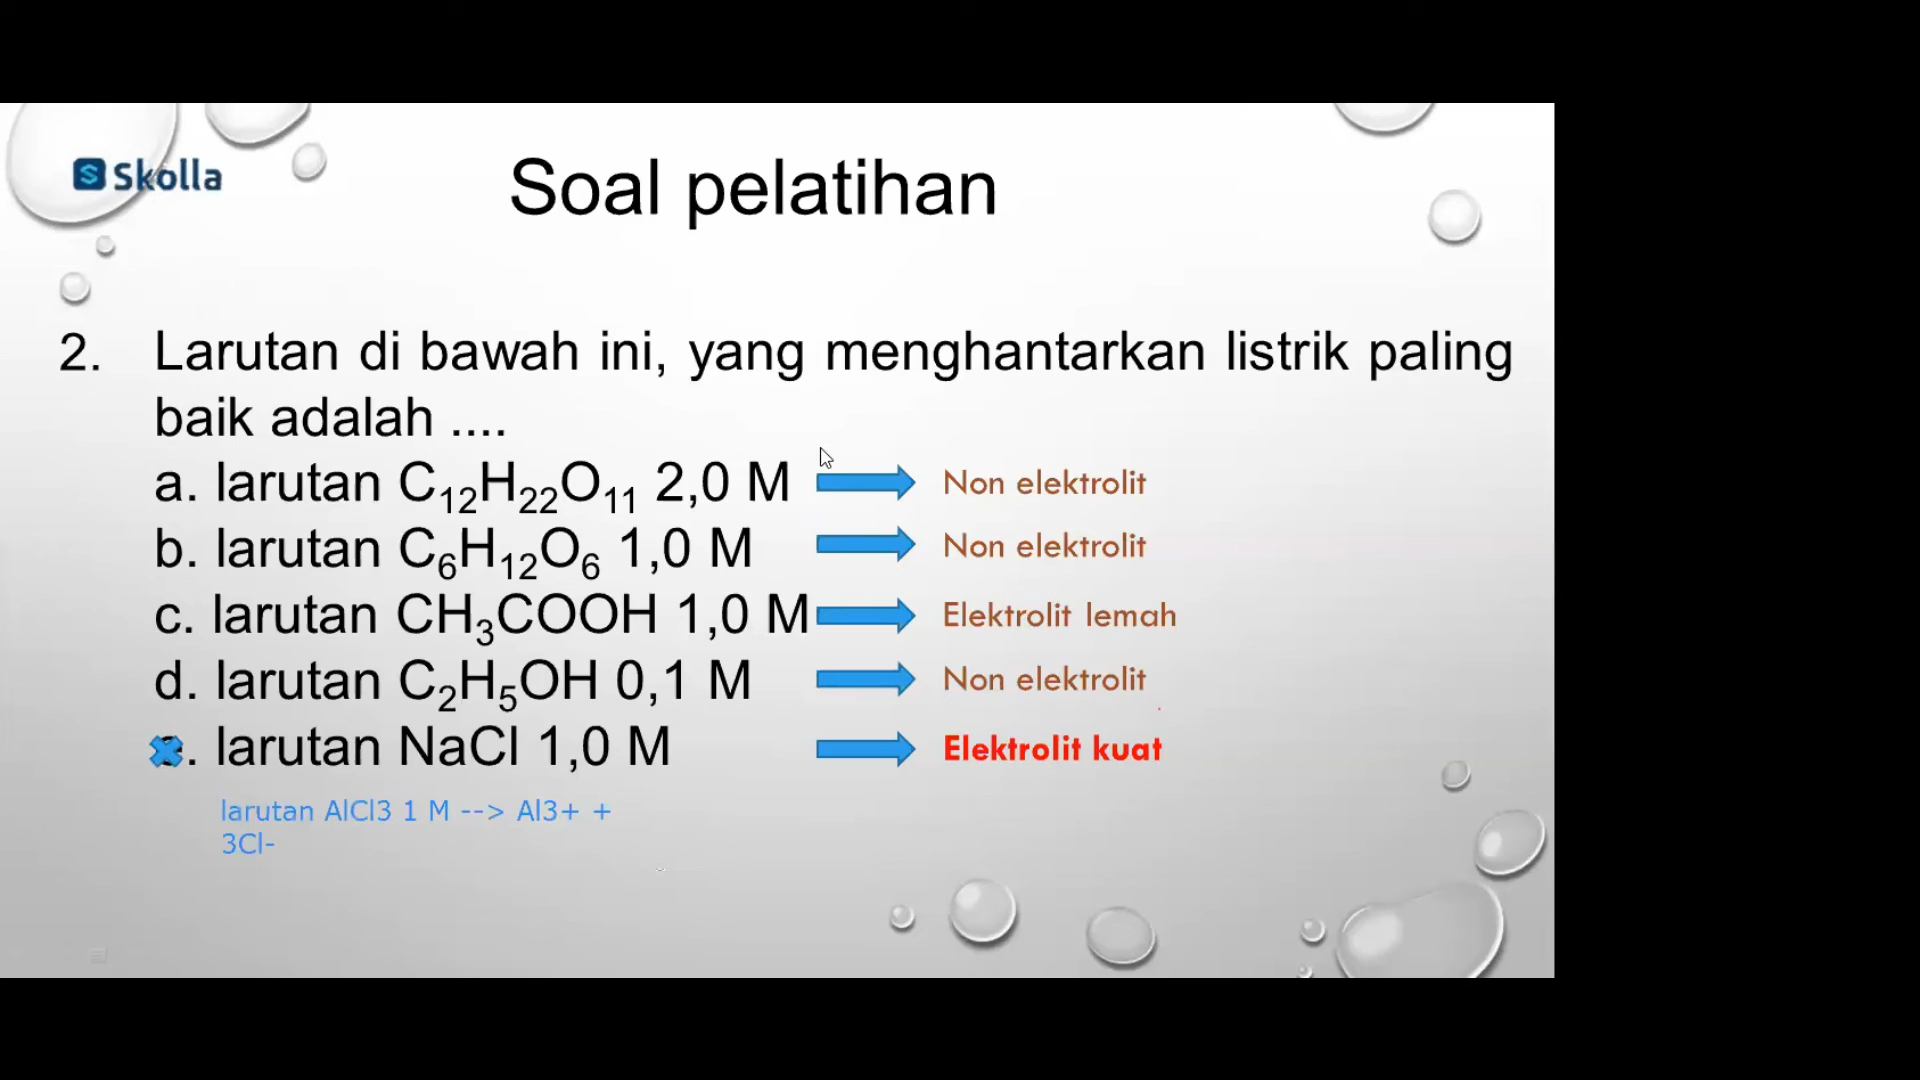 Skolla
Soal pelatihan
2. Larutan di bawah ini, yang menghantarkan listrik paling
baik adalah ....
a. larutan C₁₂H₂₂O₁₁ 2,0 M Non elektrolit
b. larutan C₆H₁₂O₆ 1,0 M Non elektrolit
c. larutan CH₃COOH 1,0 M Elektrolit lemah
d. larutan C₂H₅OH 0,1 M Non elektrolit
e. larutan NaCl 1,0 M Elektrolit kuat
larutan AlCl3 1 M --> Al3+ +
3Cl-